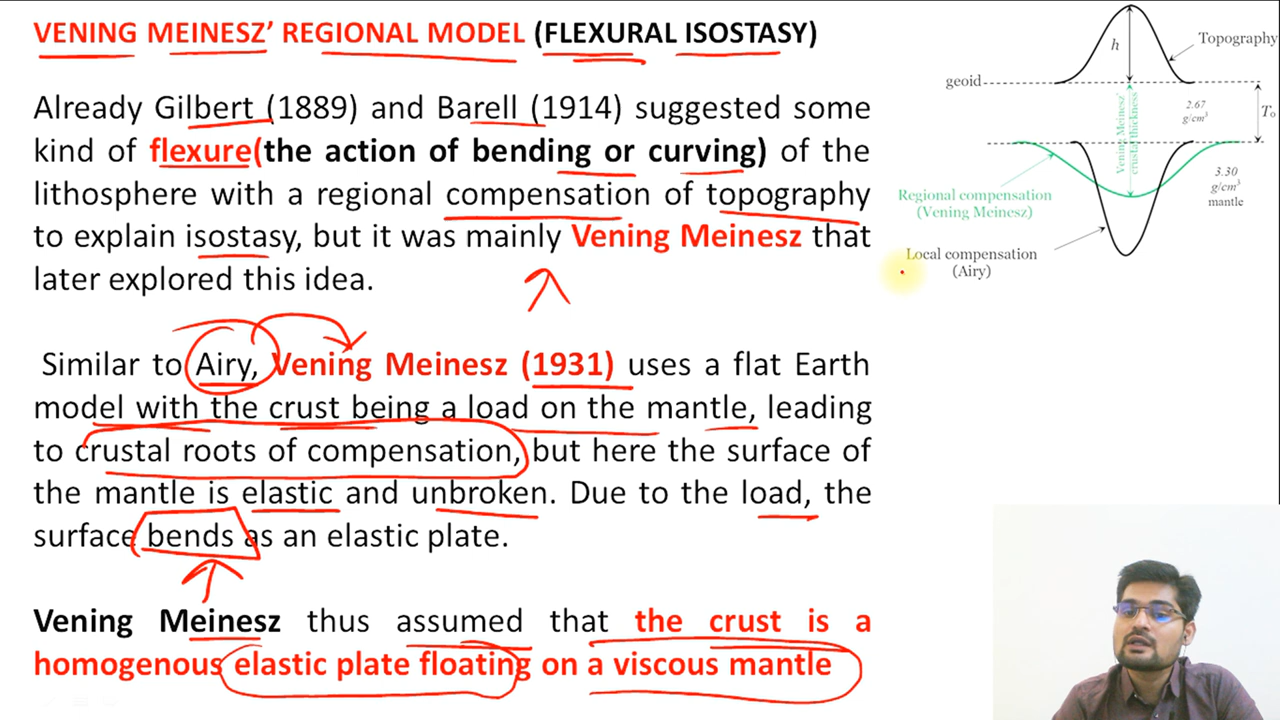 VENING MEINESZ’ REGIONAL MODEL (FLEXURAL ISOSTASY)
Already Gilbert (1889) and Barell (1914) suggested some
kind of flexure(the action of bending or curving) of the
lithosphere with a regional compensation of topography
to explain isostasy, but it was mainly Vening Meinesz that
later explored this idea.
Similar to Airy, Vening Meinesz (1931) uses a flat Earth
model with the crust being a load on the mantle, leading
to crustal roots of compensation, but here the surface of
the mantle is elastic and unbroken. Due to the load, the
surface bends as an elastic plate.
Vening Meinesz thus assumed that the crust is a
homogenous elastic plate floating on a viscous mantle
h
Topography
geoid
Vening Meinesz'
crustal thickness
2.67
g/cm³
T₀
3.30
g/cm³
mantle
Regional compensation
(Vening Meinesz)
Local compensation
(Airy)